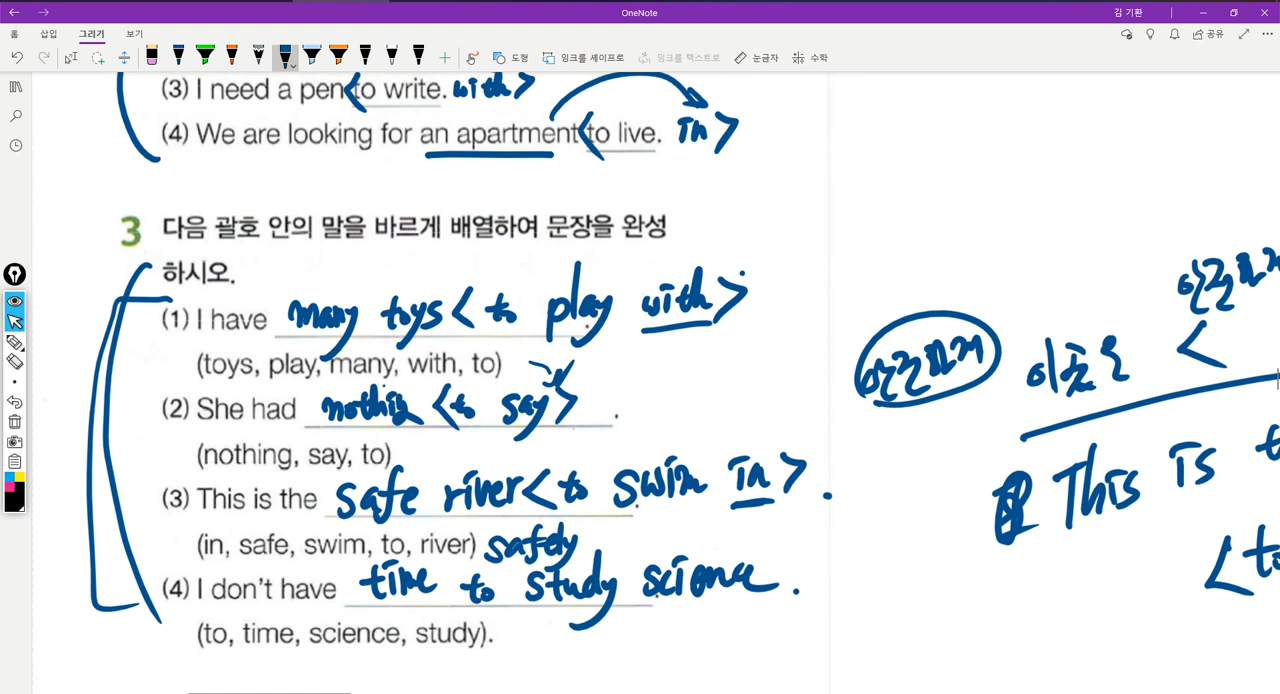 OneNote
김 기환
홈 삽입 그리기 보기
공유
도형 잉크를 셰이프로 잉크를 텍스트로 눈금자 수학
(3) I need a pen < to write. with >
(4) We are looking for an apartment < to live. in >
3 다음 괄호 안의 말을 바르게 배열하여 문장을 완성
하시오.
(1) I have many toys < to play with > .
(toys, play, many, with, to)
(2) She had nothing < to say > .
(nothing, say, to)
(3) This is the safe river < to swim in > .
(in, safe, swim, to, river) safely
(4) I don't have time to study science .
(to, time, science, study).
안전하게
이곳은 <
This is
< to